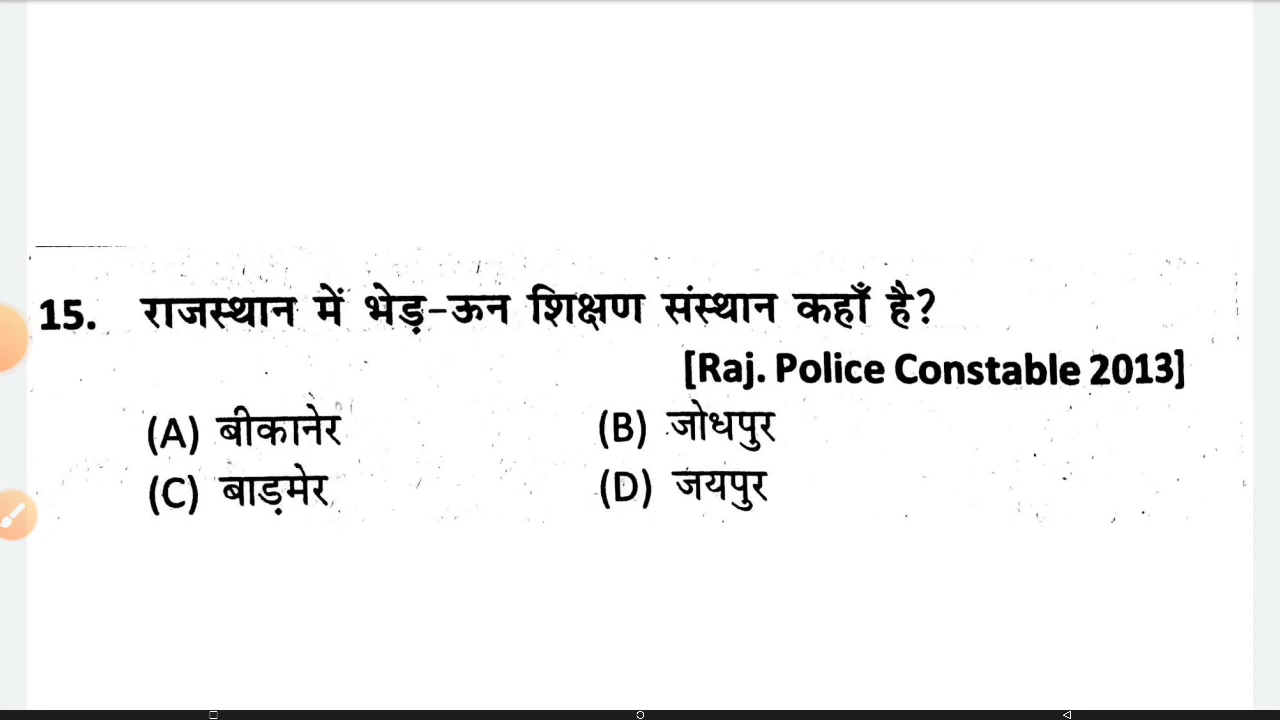 15. राजस्थान में भेड़-ऊन शिक्षण संस्थान कहाँ है?
[Raj. Police Constable 2013]
(A) बीकानेर (B) जोधपुर
(C) बाड़मेर (D) जयपुर